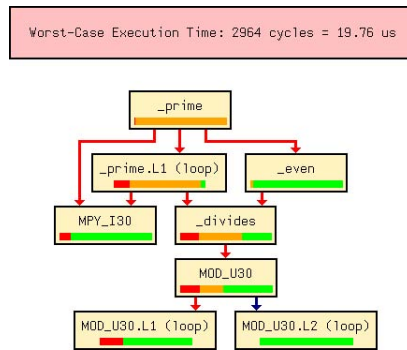 Worst-Case Execution Time: 2964 cycles = 19.76 us
_prime
_prime.L1 (loop)
_even
MPY_I30
_divides
MOD_U30
MOD_U30.L1 (loop)
MOD_U30.L2 (loop)